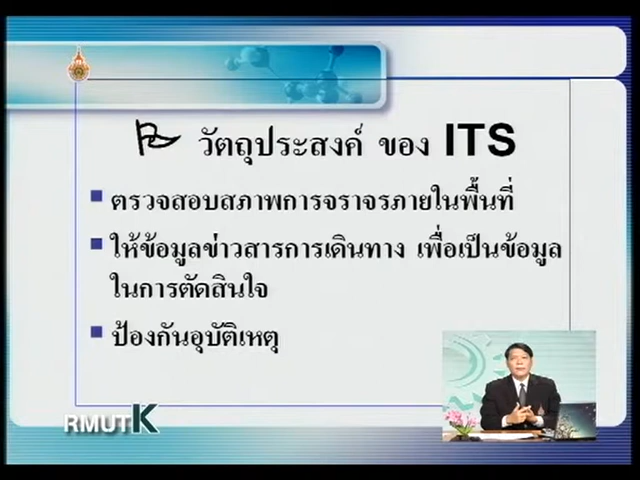 วัตถุประสงค์ ของ ITS
ตรวจสอบสภาพการจราจรภายในพื้นที่
ให้ข้อมูลข่าวสารการเดินทาง เพื่อเป็นข้อมูล
ในการตัดสินใจ
ป้องกันอุบัติเหตุ
RMUTK